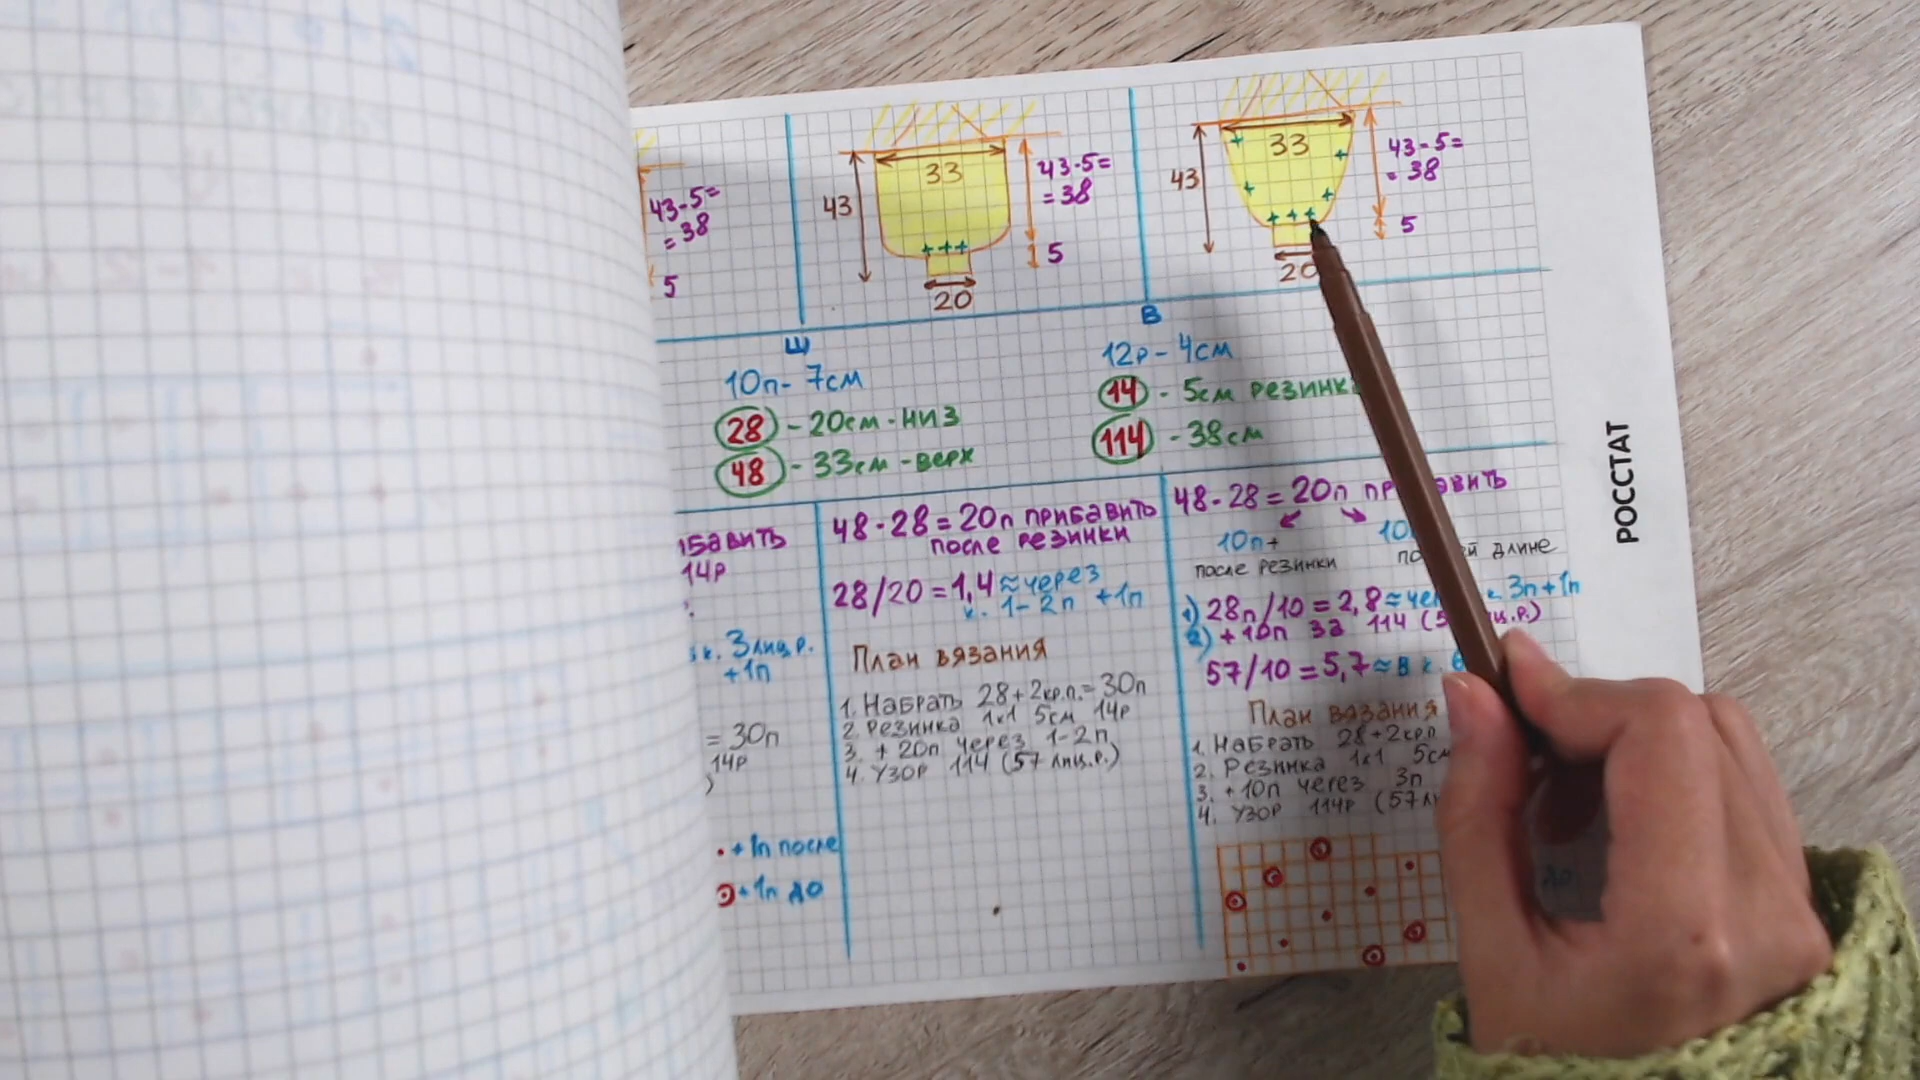 33
43
43-5=
=38
5
20
33
43
43-5=
=38
5
20
43-5=
=38
5
Ш
10п- 7см
28 - 20см-низ
48 - 33см-верх
В
12р - 4см
14 - 5см
114 - 38см
14р
к. 3лиц.р.
+1п
= 30п
14р
)
• +1п после
+1п до
48-28=20п прибавить
после резинки
28/20=1,4≈через
к. 1-2п +1п
План вязания
1. Набрать 28+2кр.п.=30п
2. Резинка 1х1 5см 14р
3. +20п через 1-2п
4. Узор 114 (57 лиц.р.)
48-28=20п
10п+
после резинки
длине
1) 28п/10=2,8≈ 3п+1п
2) +10п за 114
57/10=5,7≈в к.
План вязания
1. Набрать 28+2кр.п
2. Резинка 1х1 5см
3. +10п через 3п
4. Узор 114р
РОССТАТ